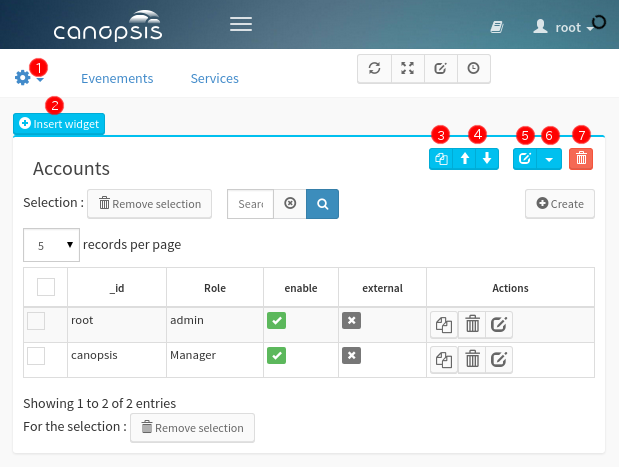 canopsis
root
1
Evenements Services
2
Insert widget
3 4 5 6 7
Accounts
Selection : Remove selection Searc Create
5 records per page
_id Role enable external Actions
root admin
canopsis Manager
Showing 1 to 2 of 2 entries
For the selection : Remove selection